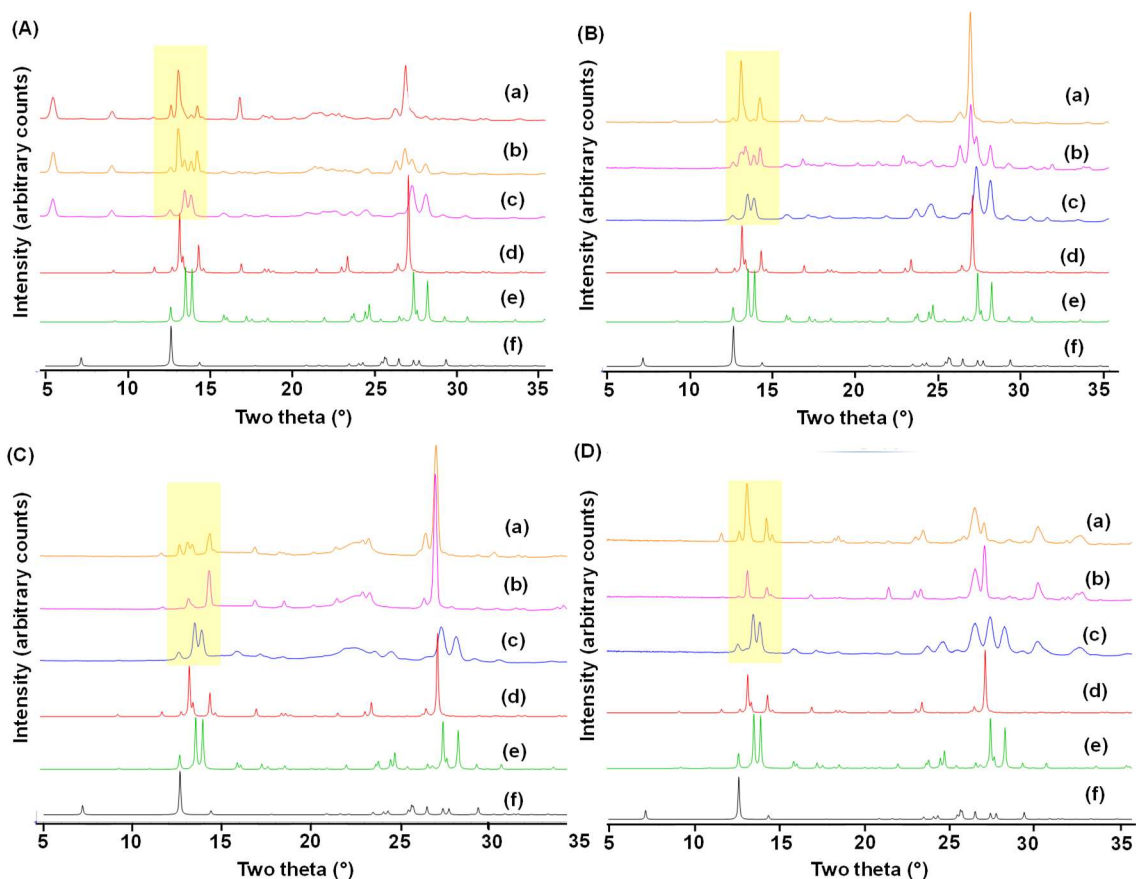 (A)
Intensity (arbitrary counts)
(a)
(b)
(c)
(d)
(e)
(f)
5 10 15 20 25 30 35
Two theta (°)
(B)
Intensity (arbitrary counts)
(a)
(b)
(c)
(d)
(e)
(f)
5 10 15 20 25 30 35
Two theta (°)
(C)
Intensity (arbitrary counts)
(a)
(b)
(c)
(d)
(e)
(f)
5 10 15 20 25 30 34
Two theta (°)
(D)
Intensity (arbitrary counts)
(a)
(b)
(c)
(d)
(e)
(f)
5 10 15 20 25 30 35
Two theta (°)